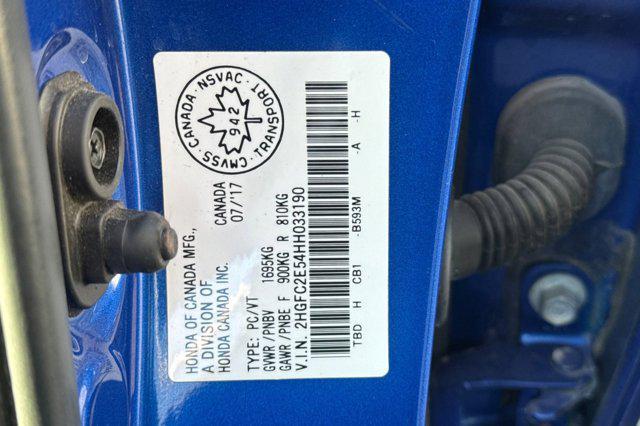 HONDA OF CANADA MFG.,
A DIVISION OF
HONDA CANADA INC.
CANADA
07/'17
TYPE: PC/VT
GWVR/PNBV 1695KG
GAWR/PNBE F 900KG R 810KG
V.I.N. 2HGFC2E54HH033190
TBD H CB1 -B593M -A -H
CMVSS · CANADA · NSVAC · TRANSPORT ·
942